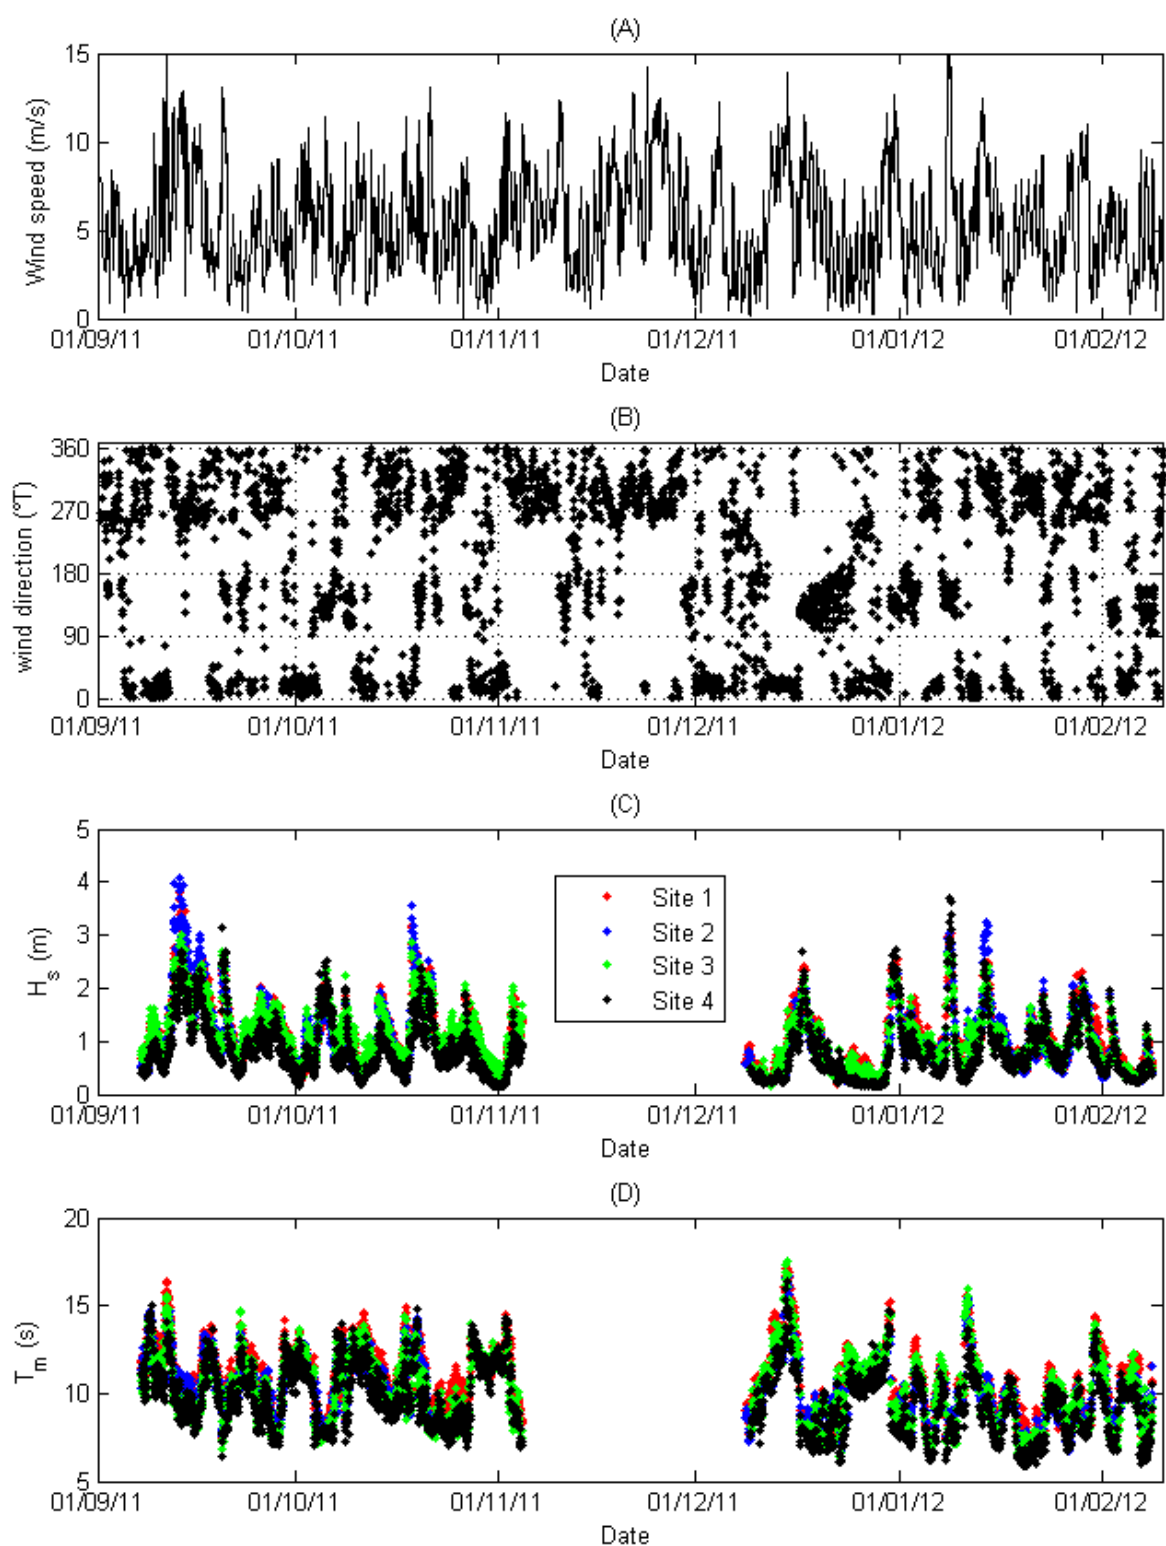 (A)
15
10
5
0
Wind speed (m/s)
01/09/11 01/10/11 01/11/11 01/12/11 01/01/12 01/02/12
Date
(B)
360
270
180
90
0
wind direction (°T)
01/09/11 01/10/11 01/11/11 01/12/11 01/01/12 01/02/12
Date
(C)
5
4
3
2
1
0
H_s (m)
Site 1
Site 2
Site 3
Site 4
01/09/11 01/10/11 01/11/11 01/12/11 01/01/12 01/02/12
Date
(D)
20
15
10
5
T_m (s)
01/09/11 01/10/11 01/11/11 01/12/11 01/01/12 01/02/12
Date